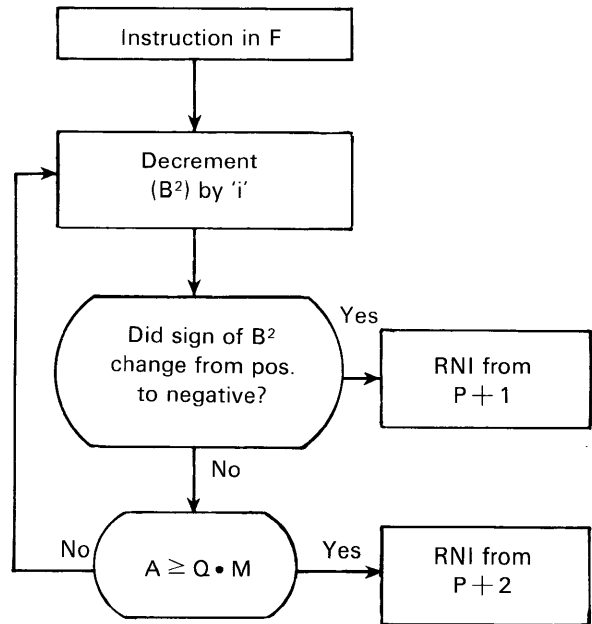 Instruction in F
Decrement
(B²) by ‘i’
Did sign of B²
change from pos.
to negative?
Yes
RNI from
P+1
No
No
A ≥ Q • M
Yes
RNI from
P+2